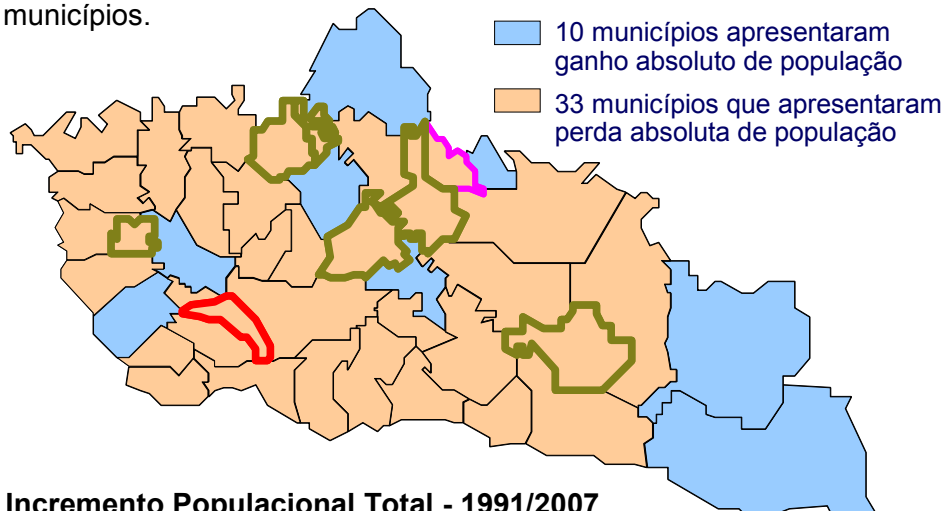 municípios.
10 municípios apresentaram
ganho absoluto de população
33 municípios que apresentaram
perda absoluta de população
Incremento Populacional Total - 1991/2007